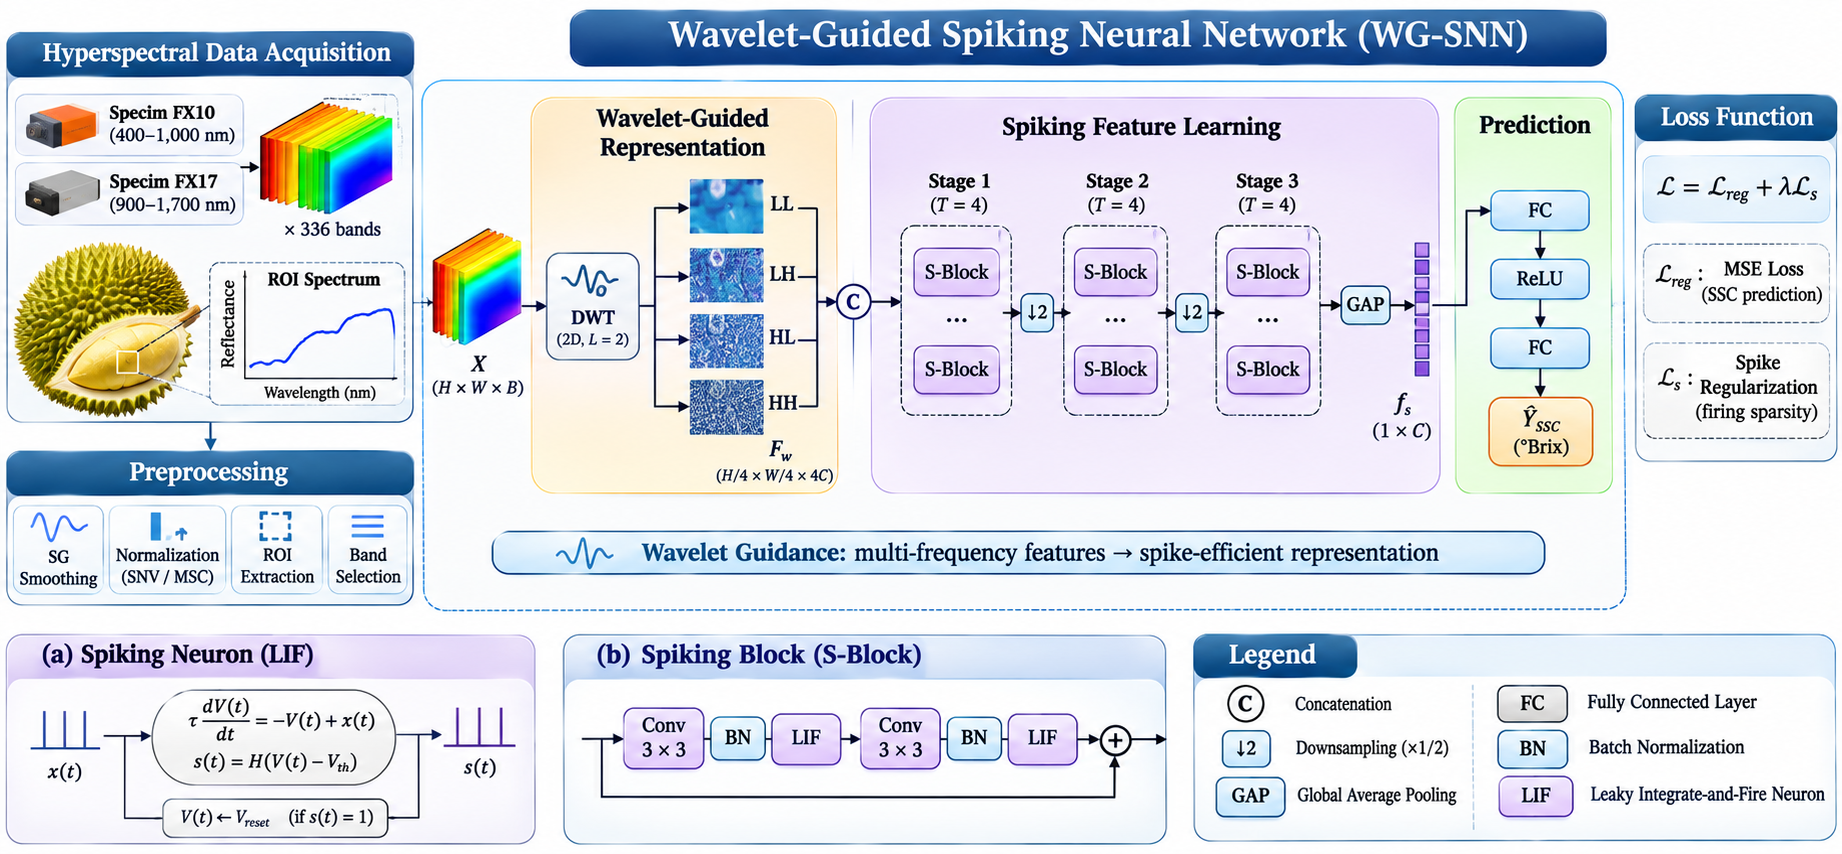 Wavelet-Guided Spiking Neural Network (WG-SNN)
Hyperspectral Data Acquisition
Specim FX10
(400–1,000 nm)
Specim FX17
(900–1,700 nm)
× 336 bands
ROI Spectrum
Reflectance
Wavelength (nm)
Preprocessing
SG
Smoothing
Normalization
(SNV / MSC)
ROI
Extraction
Band
Selection
X
(H × W × B)
Wavelet-Guided
Representation
DWT
(2D, L = 2)
LL
LH
HL
HH
F_w
(H/4 × W/4 × 4C)
C
Spiking Feature Learning
Stage 1
(T = 4)
S-Block
...
S-Block
↓2
Stage 2
(T = 4)
S-Block
...
S-Block
↓2
Stage 3
(T = 4)
S-Block
...
S-Block
GAP
f_s
(1 × C)
Prediction
FC
ReLU
FC
Ŷ_SSC
(°Brix)
Loss Function
ℒ = ℒ_reg + λℒ_s
ℒ_reg : MSE Loss
(SSC prediction)
ℒ_s : Spike
Regularization
(firing sparsity)
Wavelet Guidance: multi-frequency features → spike-efficient representation
(a) Spiking Neuron (LIF)
x(t)
τ dV(t)/dt = −V(t) + x(t)
s(t) = H(V(t) − V_th)
s(t)
V(t) ← V_reset (if s(t) = 1)
(b) Spiking Block (S-Block)
Conv
3 × 3
BN
LIF
Conv
3 × 3
BN
LIF
+
Legend
C Concatenation
↓2 Downsampling (×1/2)
GAP Global Average Pooling
FC Fully Connected Layer
BN Batch Normalization
LIF Leaky Integrate-and-Fire Neuron